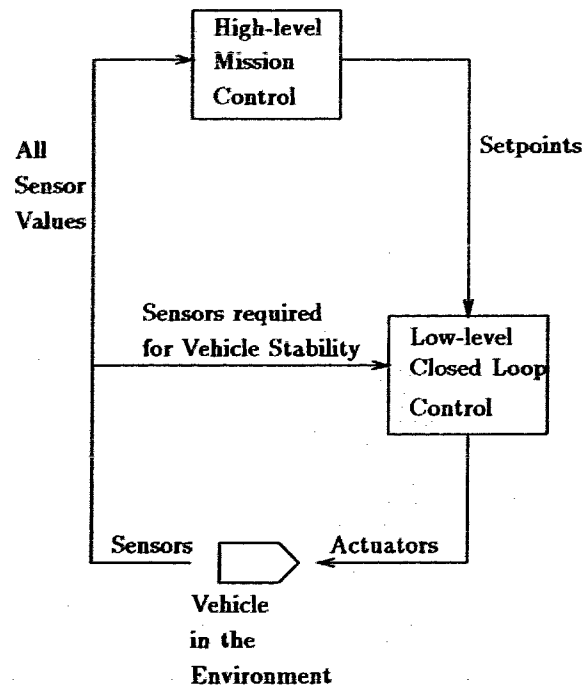 High-level
Mission
Control
All
Sensor
Values
Setpoints
Sensors required
for Vehicle Stability
Low-level
Closed Loop
Control
Sensors
Actuators
Vehicle
in the
Environment